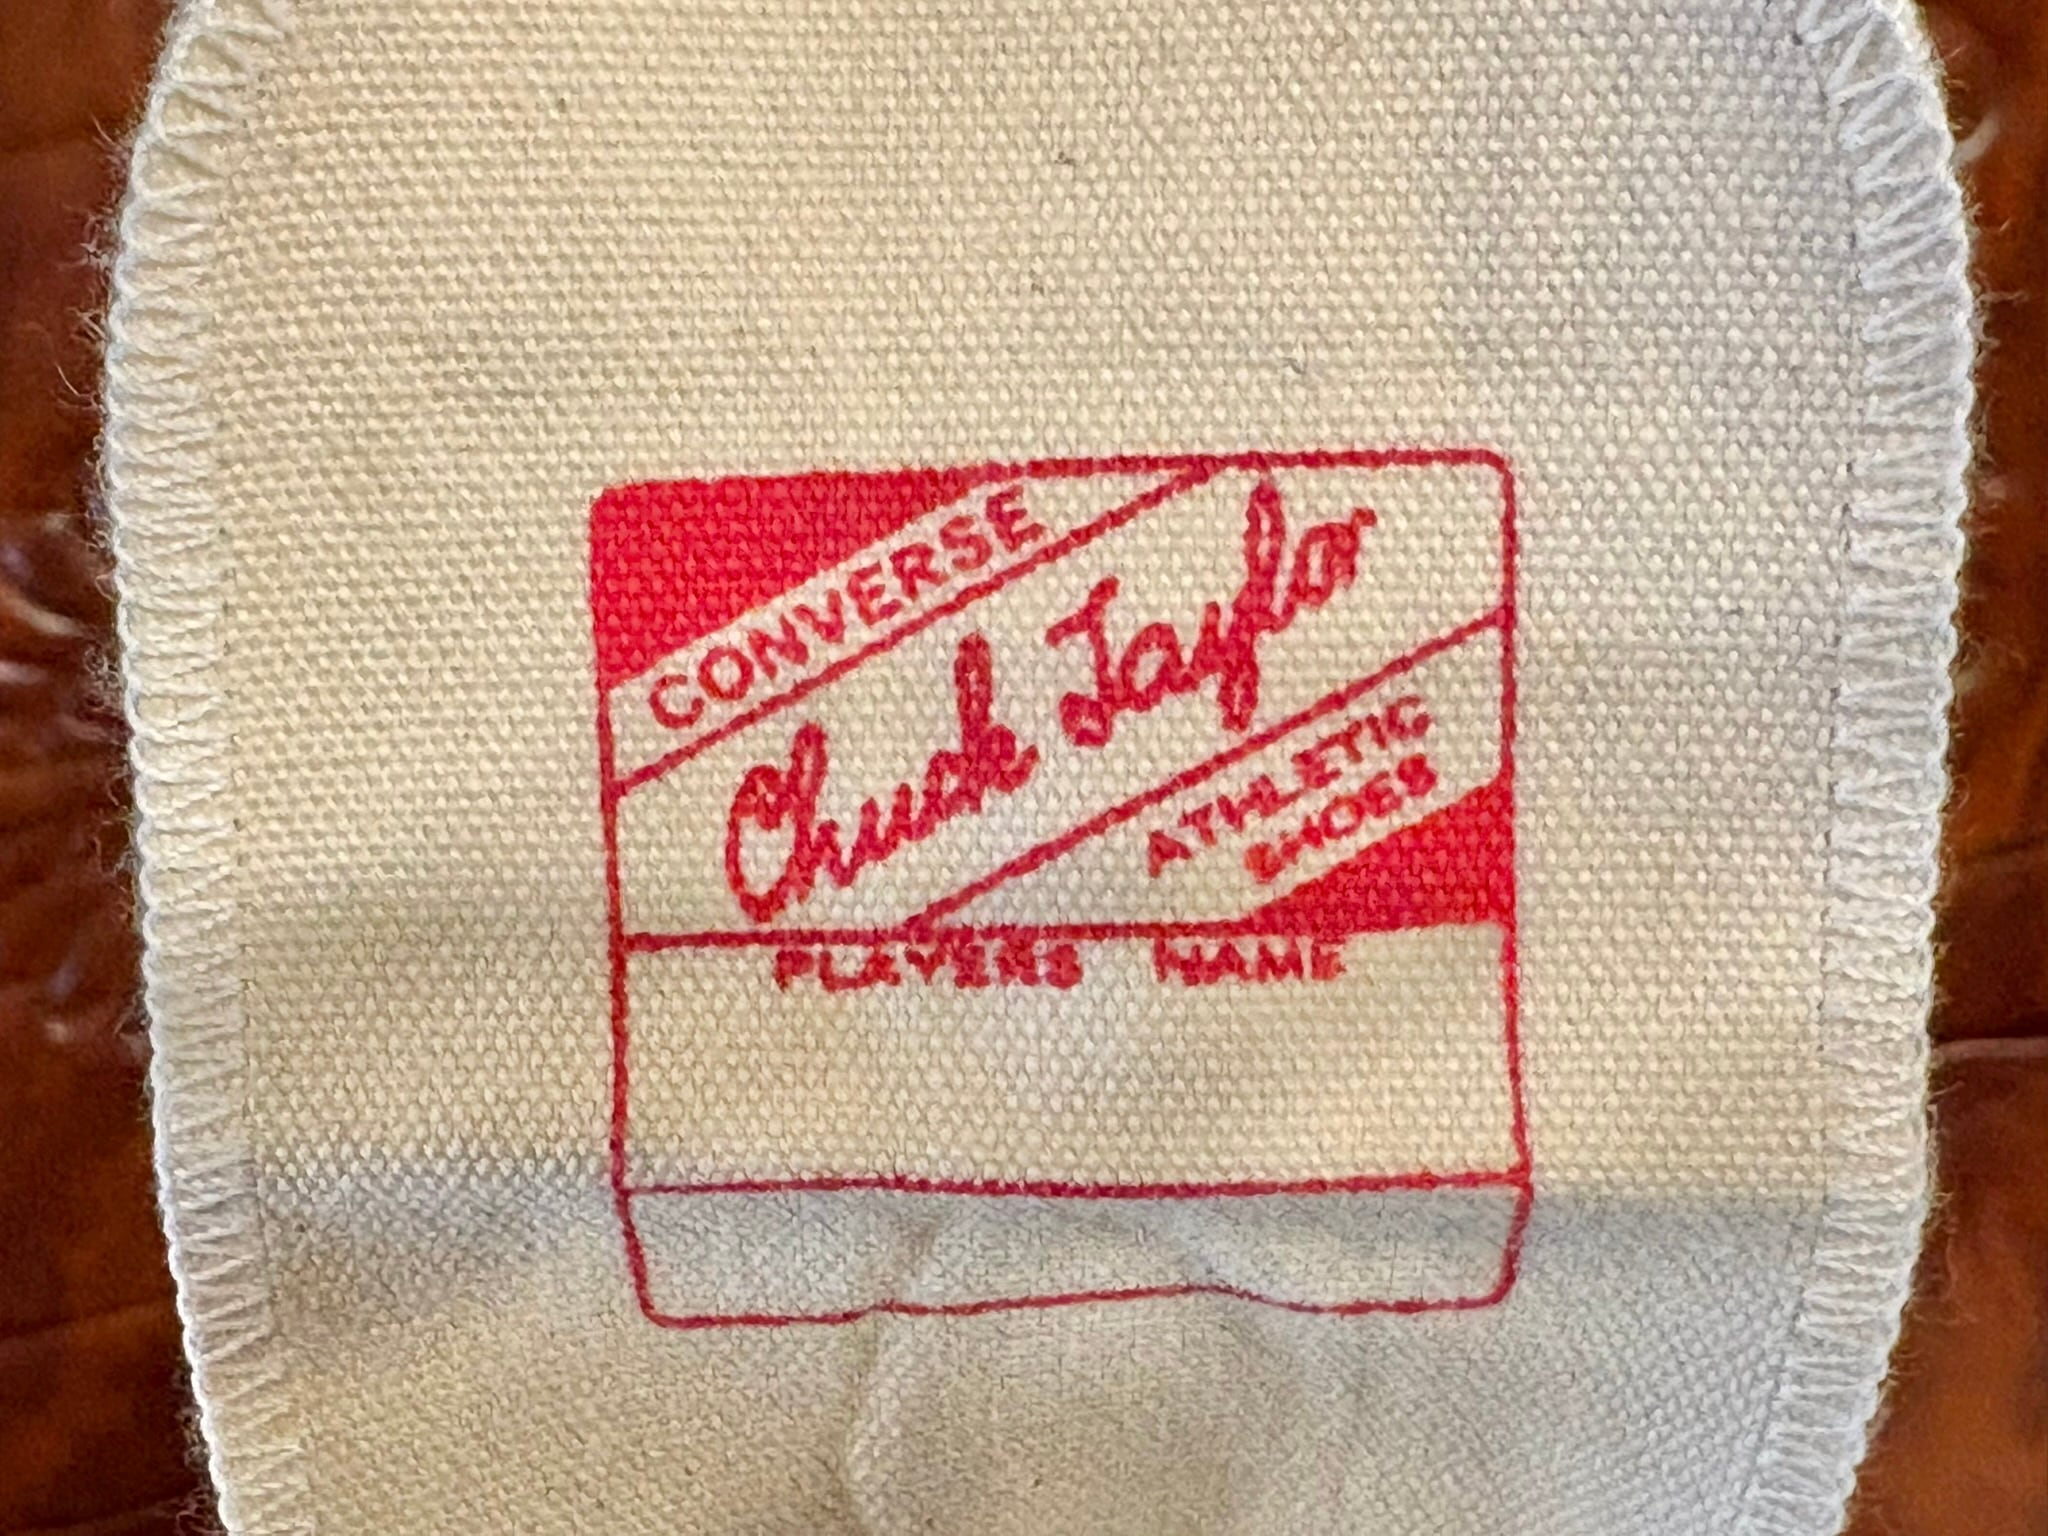 CONVERSE
Chuck Taylor
ATHLETIC
SHOES
PLAYERS NAME